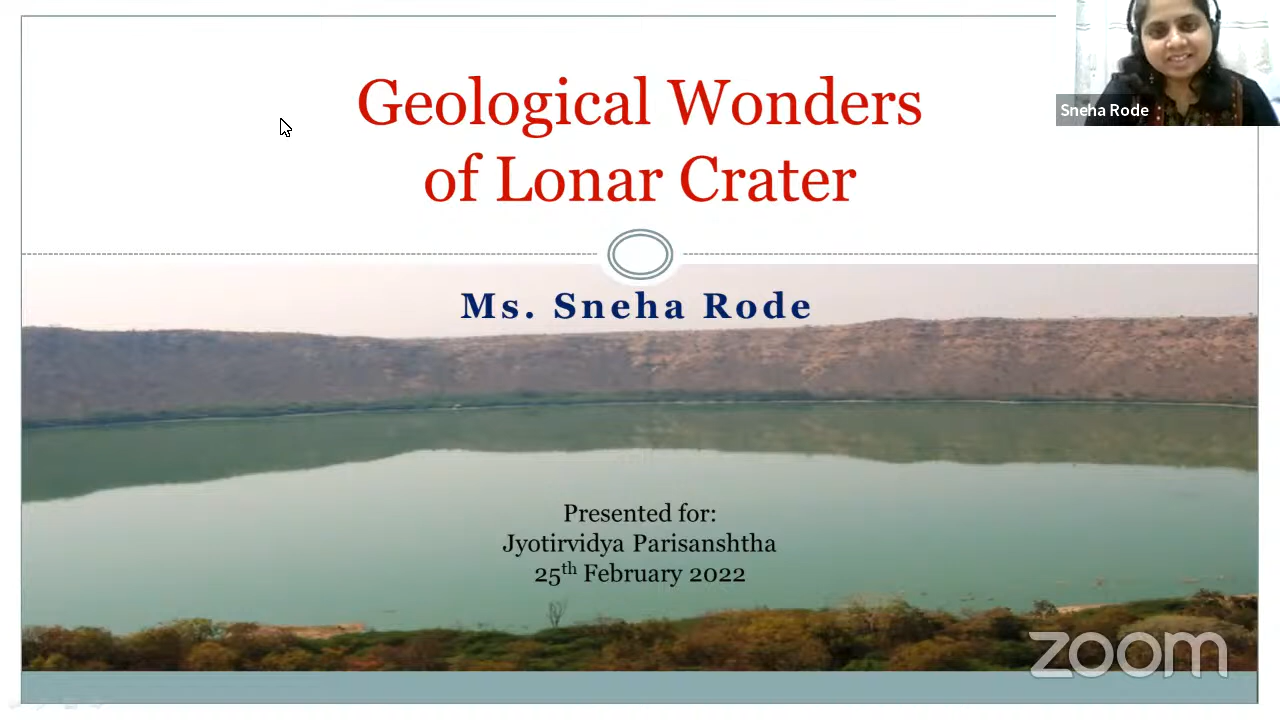 Geological Wonders
of Lonar Crater
Sneha Rode
Ms. Sneha Rode
Presented for:
Jyotirvidya Parisanshtha
25th February 2022
zoom